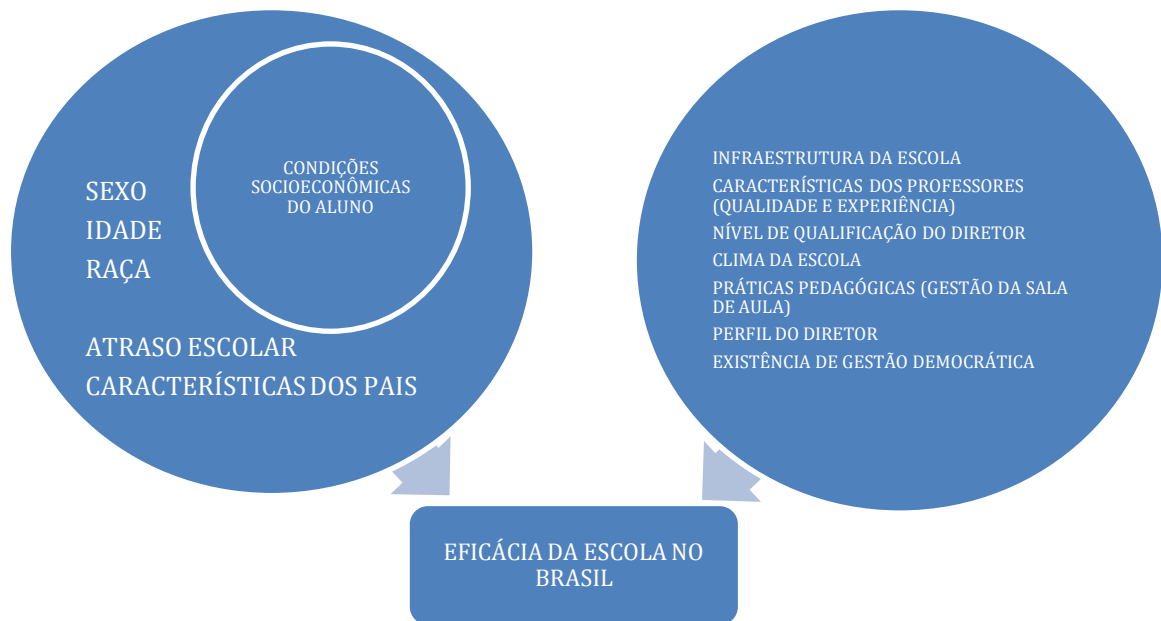 SEXO
IDADE
RAÇA
ATRASO ESCOLAR
CARACTERÍSTICAS DOS PAIS
CONDIÇÕES
SOCIOECONÔMICAS
DO ALUNO
INFRAESTRUTURA DA ESCOLA
CARACTERÍSTICAS DOS PROFESSORES
(QUALIDADE E EXPERIÊNCIA)
NÍVEL DE QUALIFICAÇÃO DO DIRETOR
CLIMA DA ESCOLA
PRÁTICAS PEDAGÓGICAS (GESTÃO DA SALA
DE AULA)
PERFIL DO DIRETOR
EXISTÊNCIA DE GESTÃO DEMOCRÁTICA
EFICÁCIA DA ESCOLA NO
BRASIL